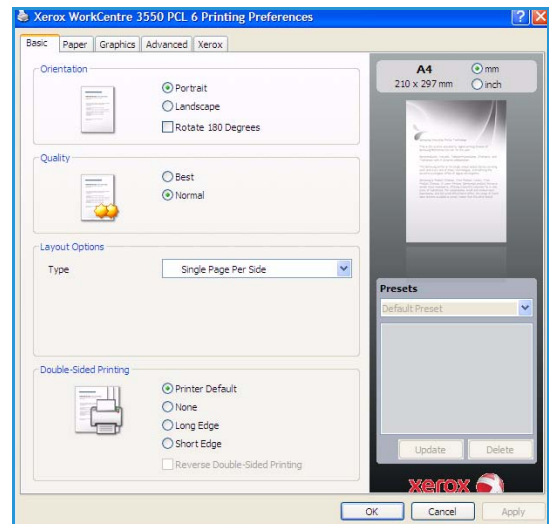 Xerox WorkCentre 3550 PCL 6 Printing Preferences
Basic Paper Graphics Advanced Xerox
Orientation
Portrait
Landscape
Rotate 180 Degrees
Quality
Best
Normal
Layout Options
Type Single Page Per Side
Double-Sided Printing
Printer Default
None
Long Edge
Short Edge
Reverse Double-Sided Printing
A4 mm
210 x 297 mm inch
Presets
Default Preset
Update Delete
xerox
OK Cancel Apply